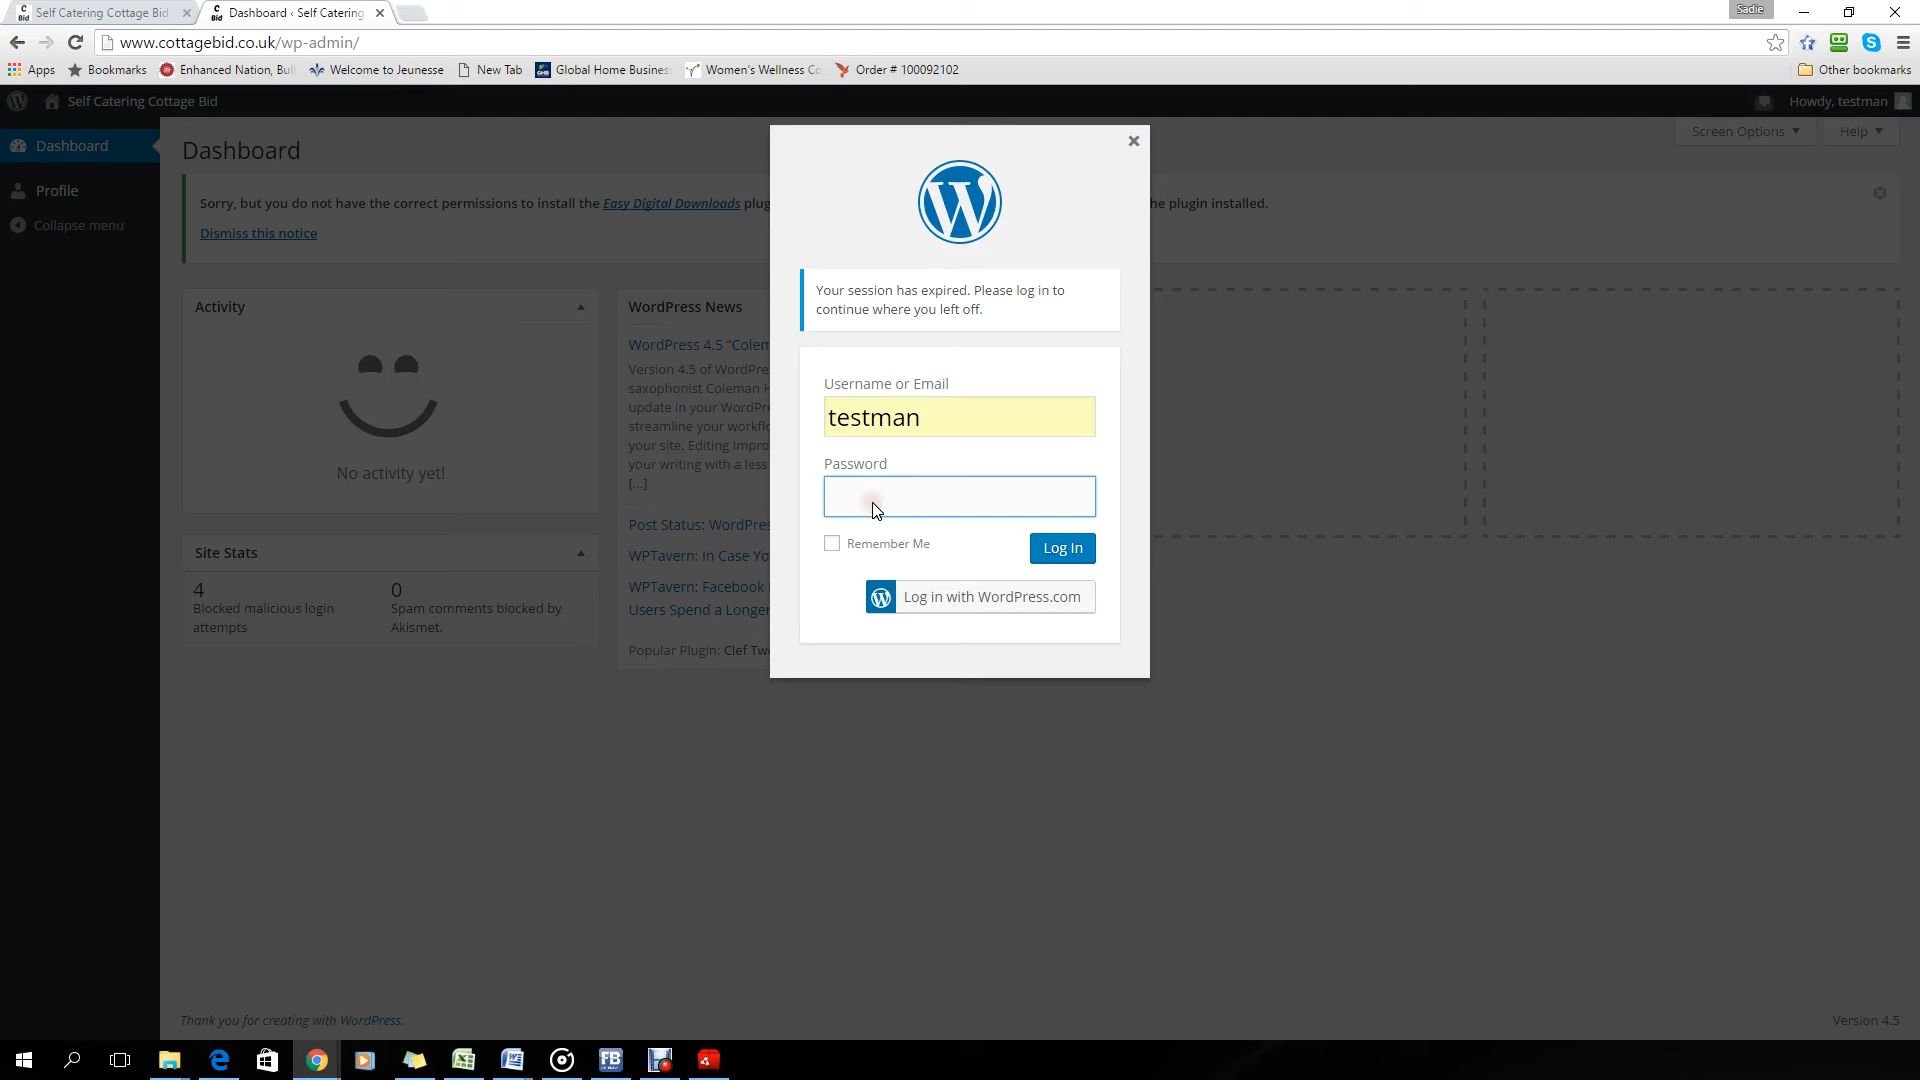 Self Catering Cottage Bid
Dashboard ‹ Self Catering
Sadie
www.cottagebid.co.uk/wp-admin/
Apps
Bookmarks
Enhanced Nation, Bul
Welcome to Jeunesse
New Tab
Global Home Busines
Women's Wellness Co
Order # 100092102
Other bookmarks
Self Catering Cottage Bid
Howdy, testman
Dashboard
Profile
Collapse menu
Dashboard
Screen Options
Help
Sorry, but you do not have the correct permissions to install the Easy Digital Downloads plug
he plugin installed.
Dismiss this notice
Activity
No activity yet!
Site Stats
4
Blocked malicious login
attempts
0
Spam comments blocked by
Akismet.
WordPress News
WordPress 4.5 “Colem
Version 4.5 of WordPre
saxophonist Coleman H
update in your WordPr
streamline your workflo
your site. Editing Impro
your writing with a less
[...]
Post Status: WordPres
WPTavern: In Case Yo
WPTavern: Facebook
Users Spend a Longer
Popular Plugin: Clef Tw
Your session has expired. Please log in to
continue where you left off.
Username or Email
testman
Password
Remember Me
Log In
Log in with WordPress.com
Thank you for creating with WordPress.
Version 4.5